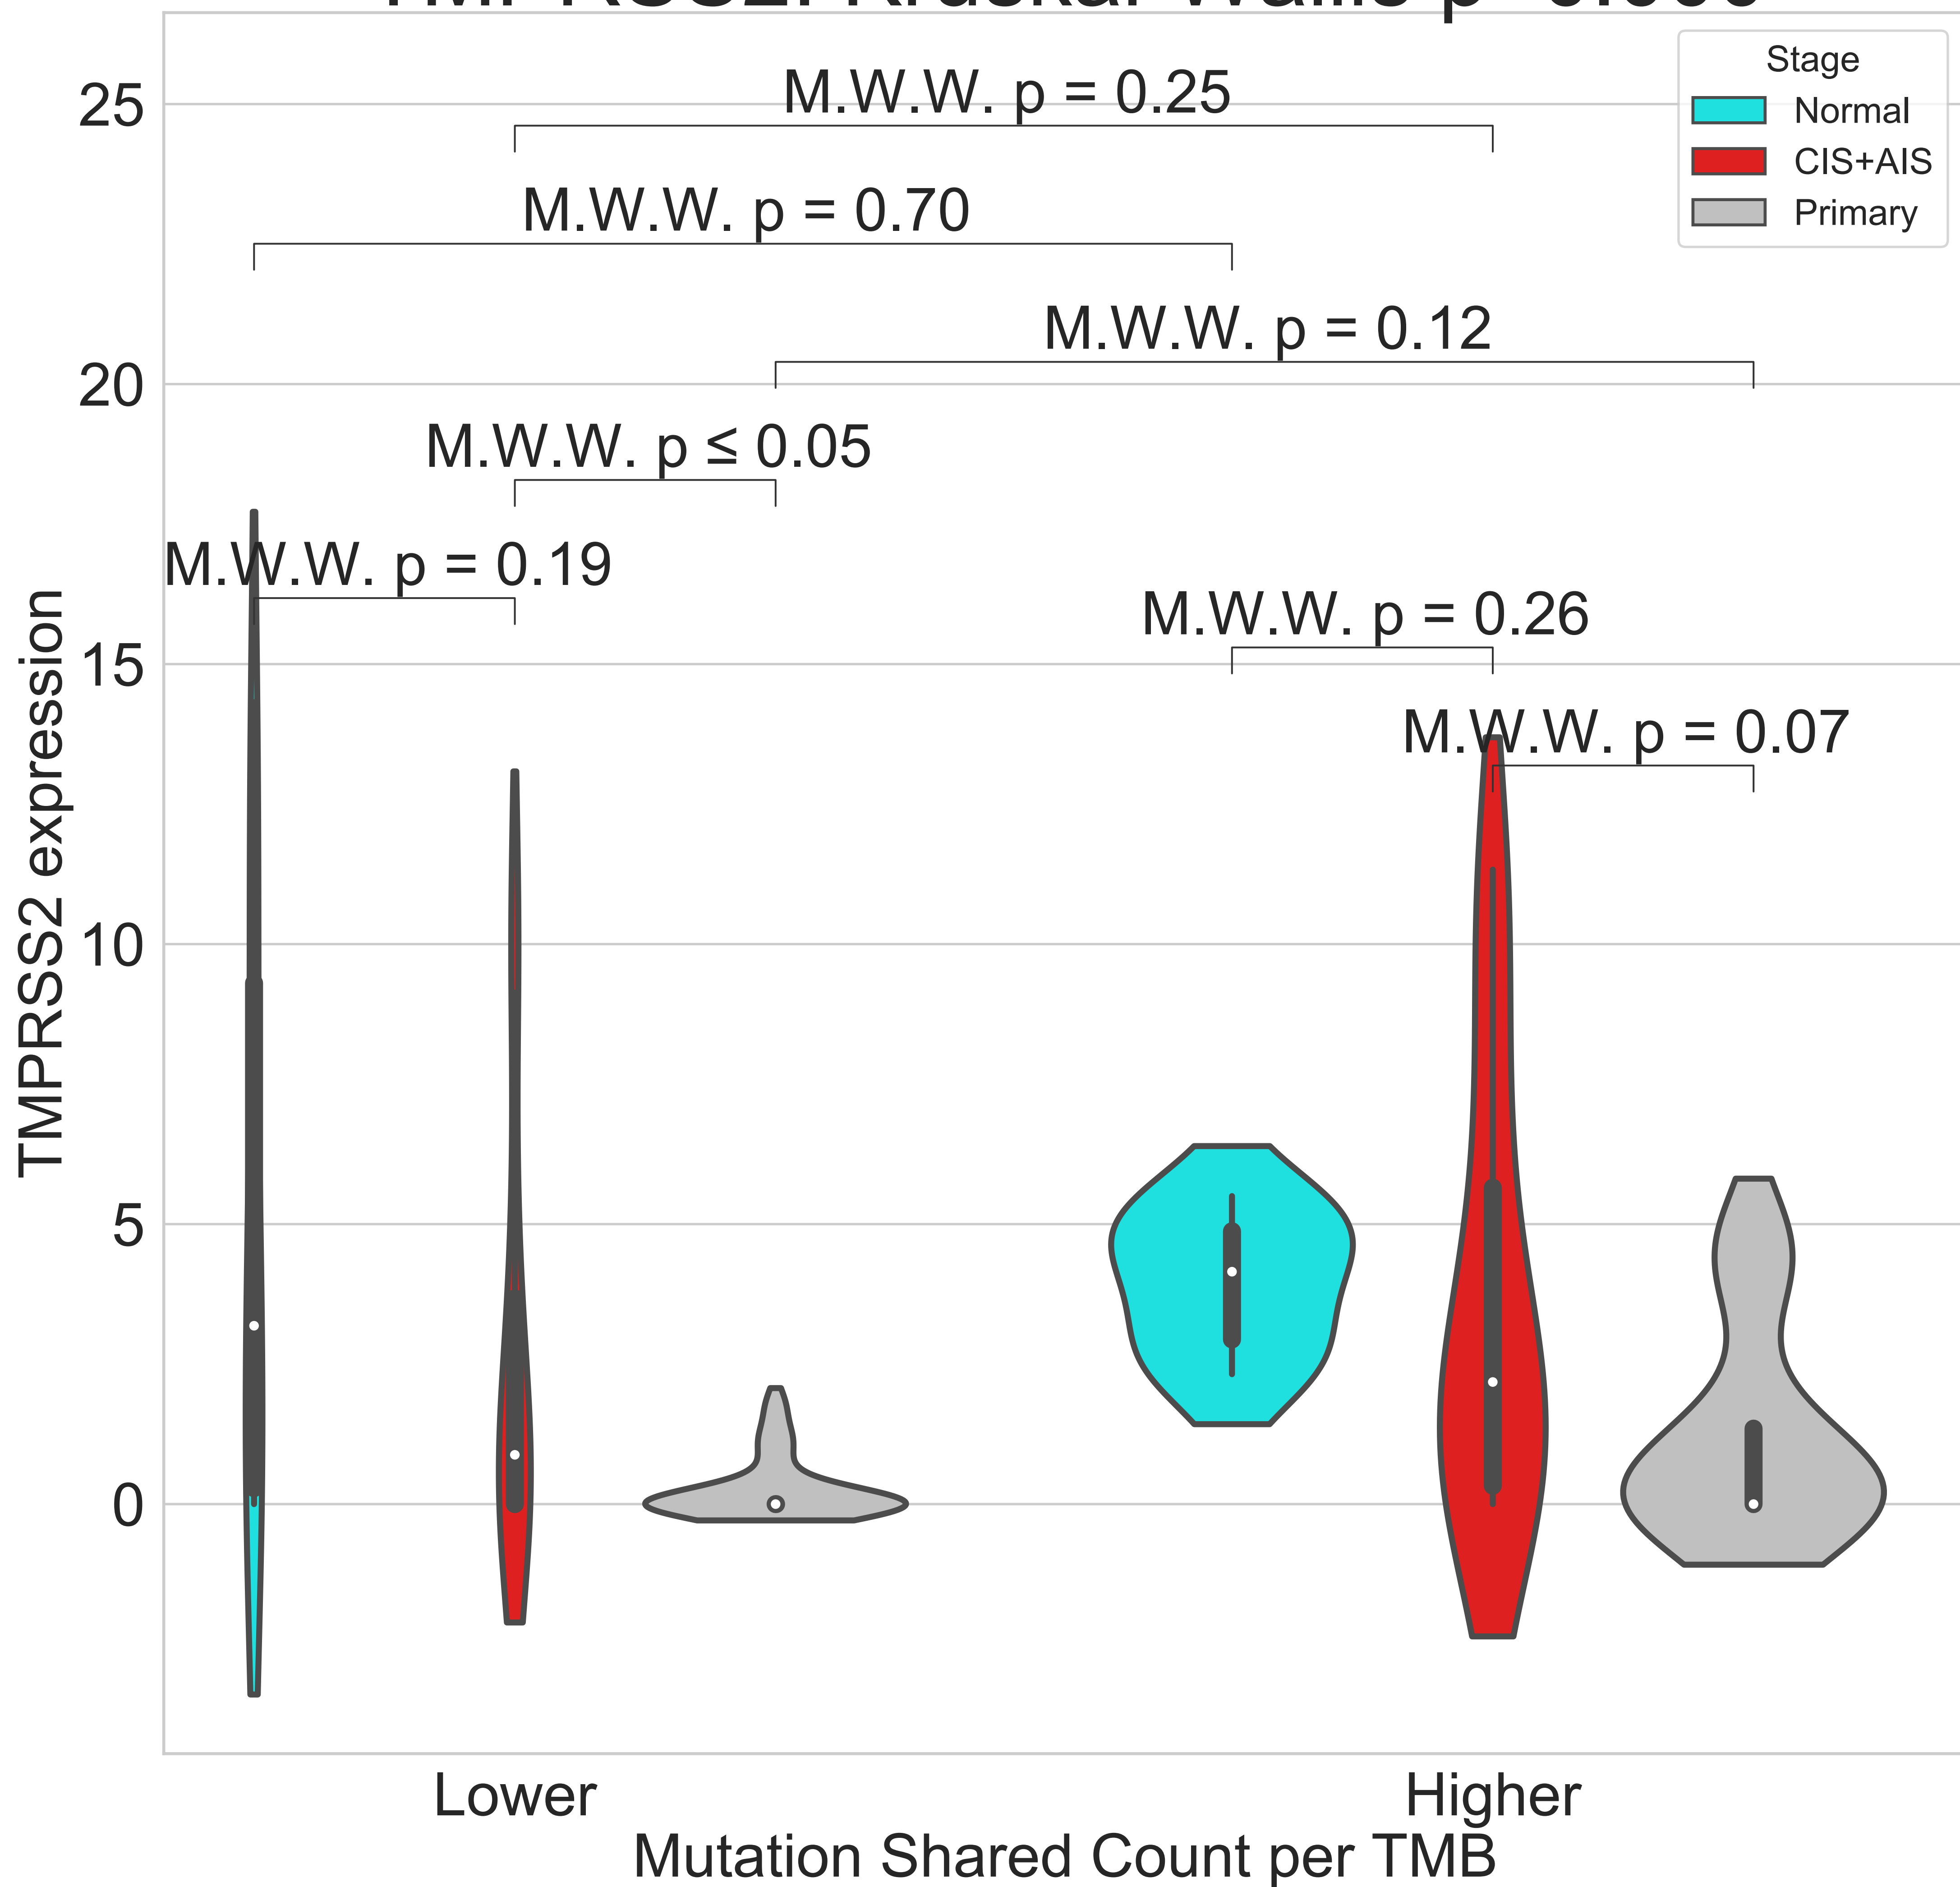 Stage
Normal
CIS+AIS
Primary
M.W.W. p = 0.25
M.W.W. p = 0.70
M.W.W. p = 0.12
M.W.W. p ≤ 0.05
M.W.W. p = 0.19
M.W.W. p = 0.26
M.W.W. p = 0.07
25
20
15
10
5
0
TMPRSS2 expression
Lower
Higher
Mutation Shared Count per TMB